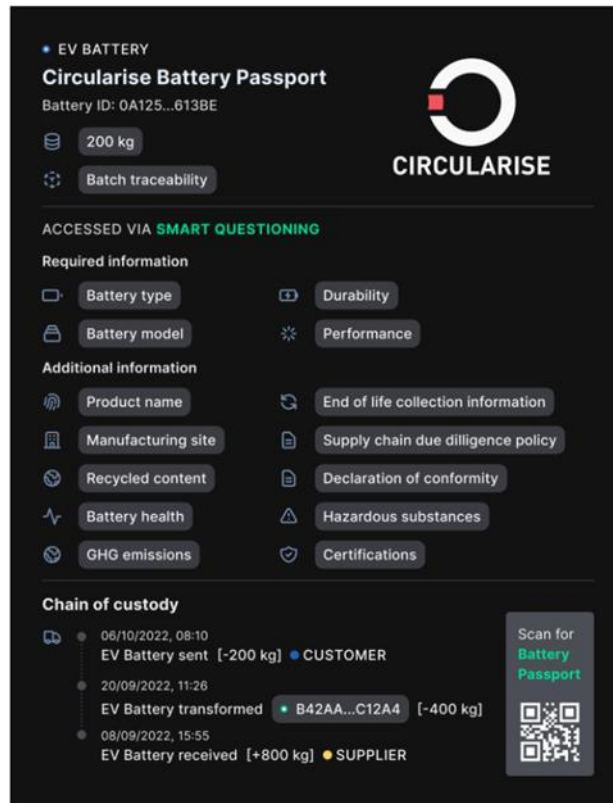 EV BATTERY
Circularise Battery Passport
Battery ID: 0A125...613BE
200 kg
Batch traceability
CIRCULARISE
ACCESSED VIA SMART QUESTIONING
Required information
Battery type
Durability
Battery model
Performance
Additional information
Product name
End of life collection information
Manufacturing site
Supply chain due dilligence policy
Recycled content
Declaration of conformity
Battery health
Hazardous substances
GHG emissions
Certifications
Chain of custody
06/10/2022, 08:10
EV Battery sent [-200 kg] CUSTOMER
20/09/2022, 11:26
EV Battery transformed B42AA...C12A4 [-400 kg]
08/09/2022, 15:55
EV Battery received [+800 kg] SUPPLIER
Scan for
Battery
Passport